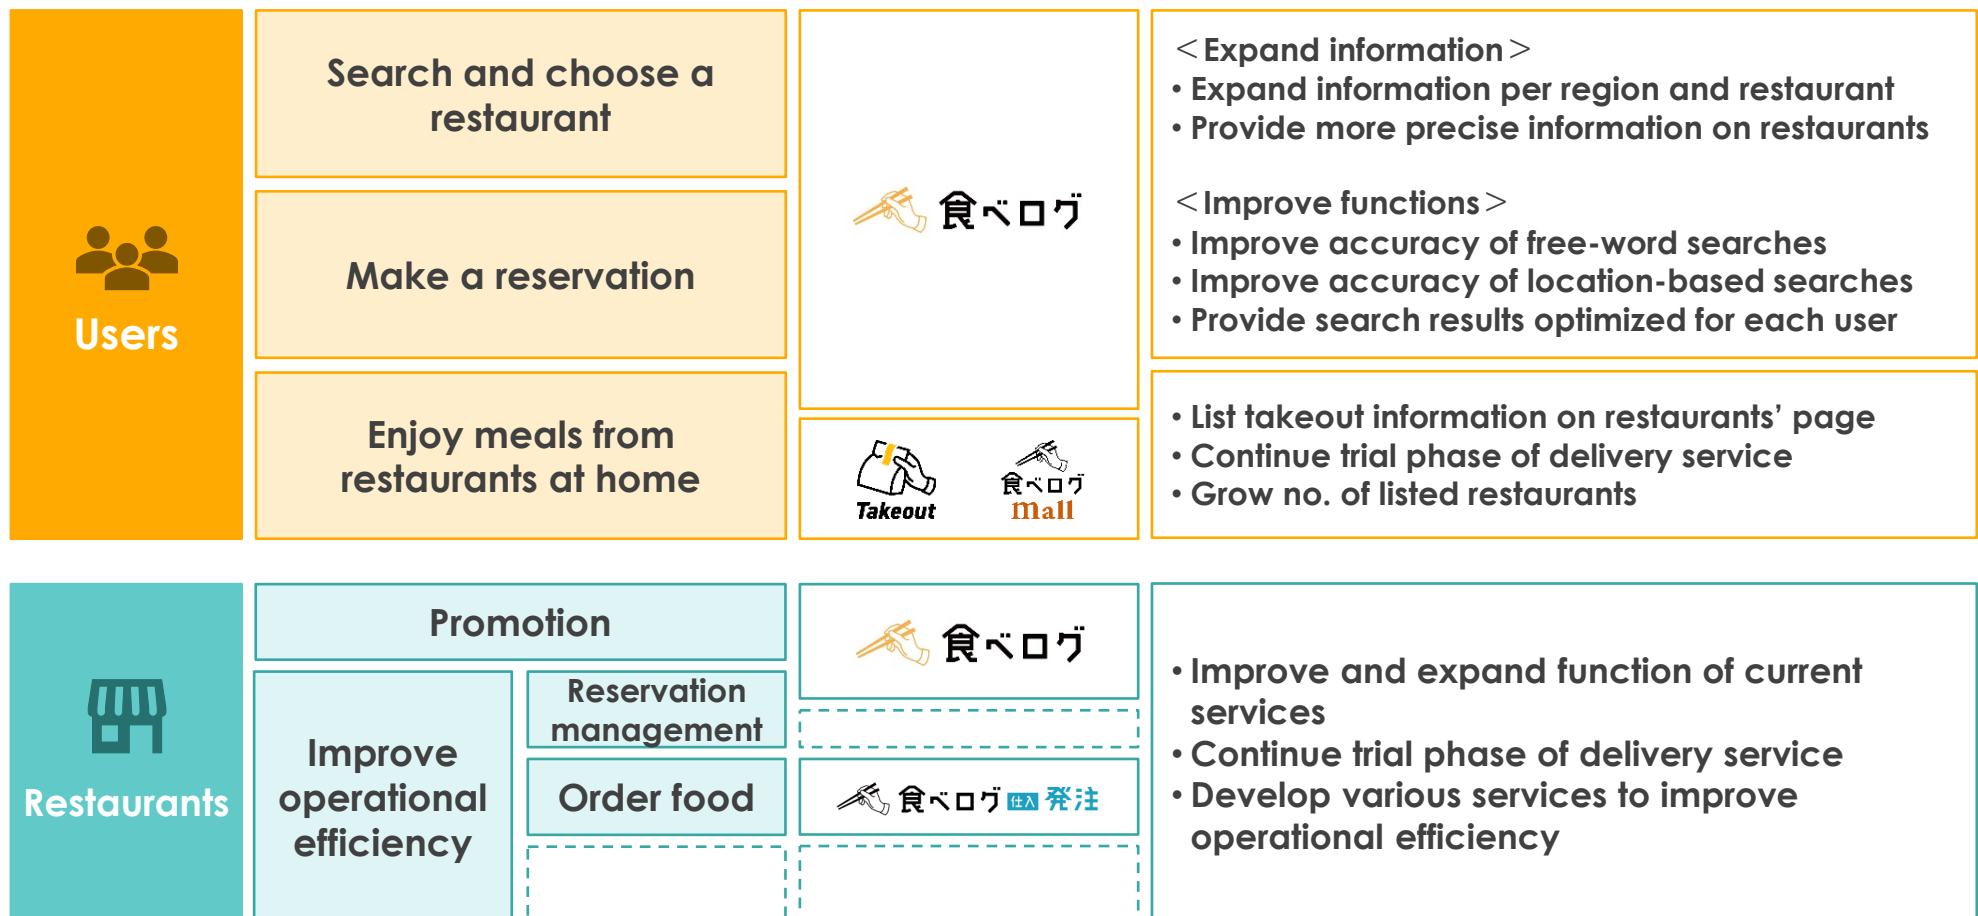 Users
Search and choose a
restaurant
Make a reservation
Enjoy meals from
restaurants at home
食べログ
Takeout
食べログ
mall
＜Expand information＞
• Expand information per region and restaurant
• Provide more precise information on restaurants
＜Improve functions＞
• Improve accuracy of free-word searches
• Improve accuracy of location-based searches
• Provide search results optimized for each user
• List takeout information on restaurants’ page
• Continue trial phase of delivery service
• Grow no. of listed restaurants
Restaurants
Promotion
Improve
operational
efficiency
Reservation
management
Order food
食べログ
食べログ 仕入 発注
• Improve and expand function of current
services
• Continue trial phase of delivery service
• Develop various services to improve
operational efficiency